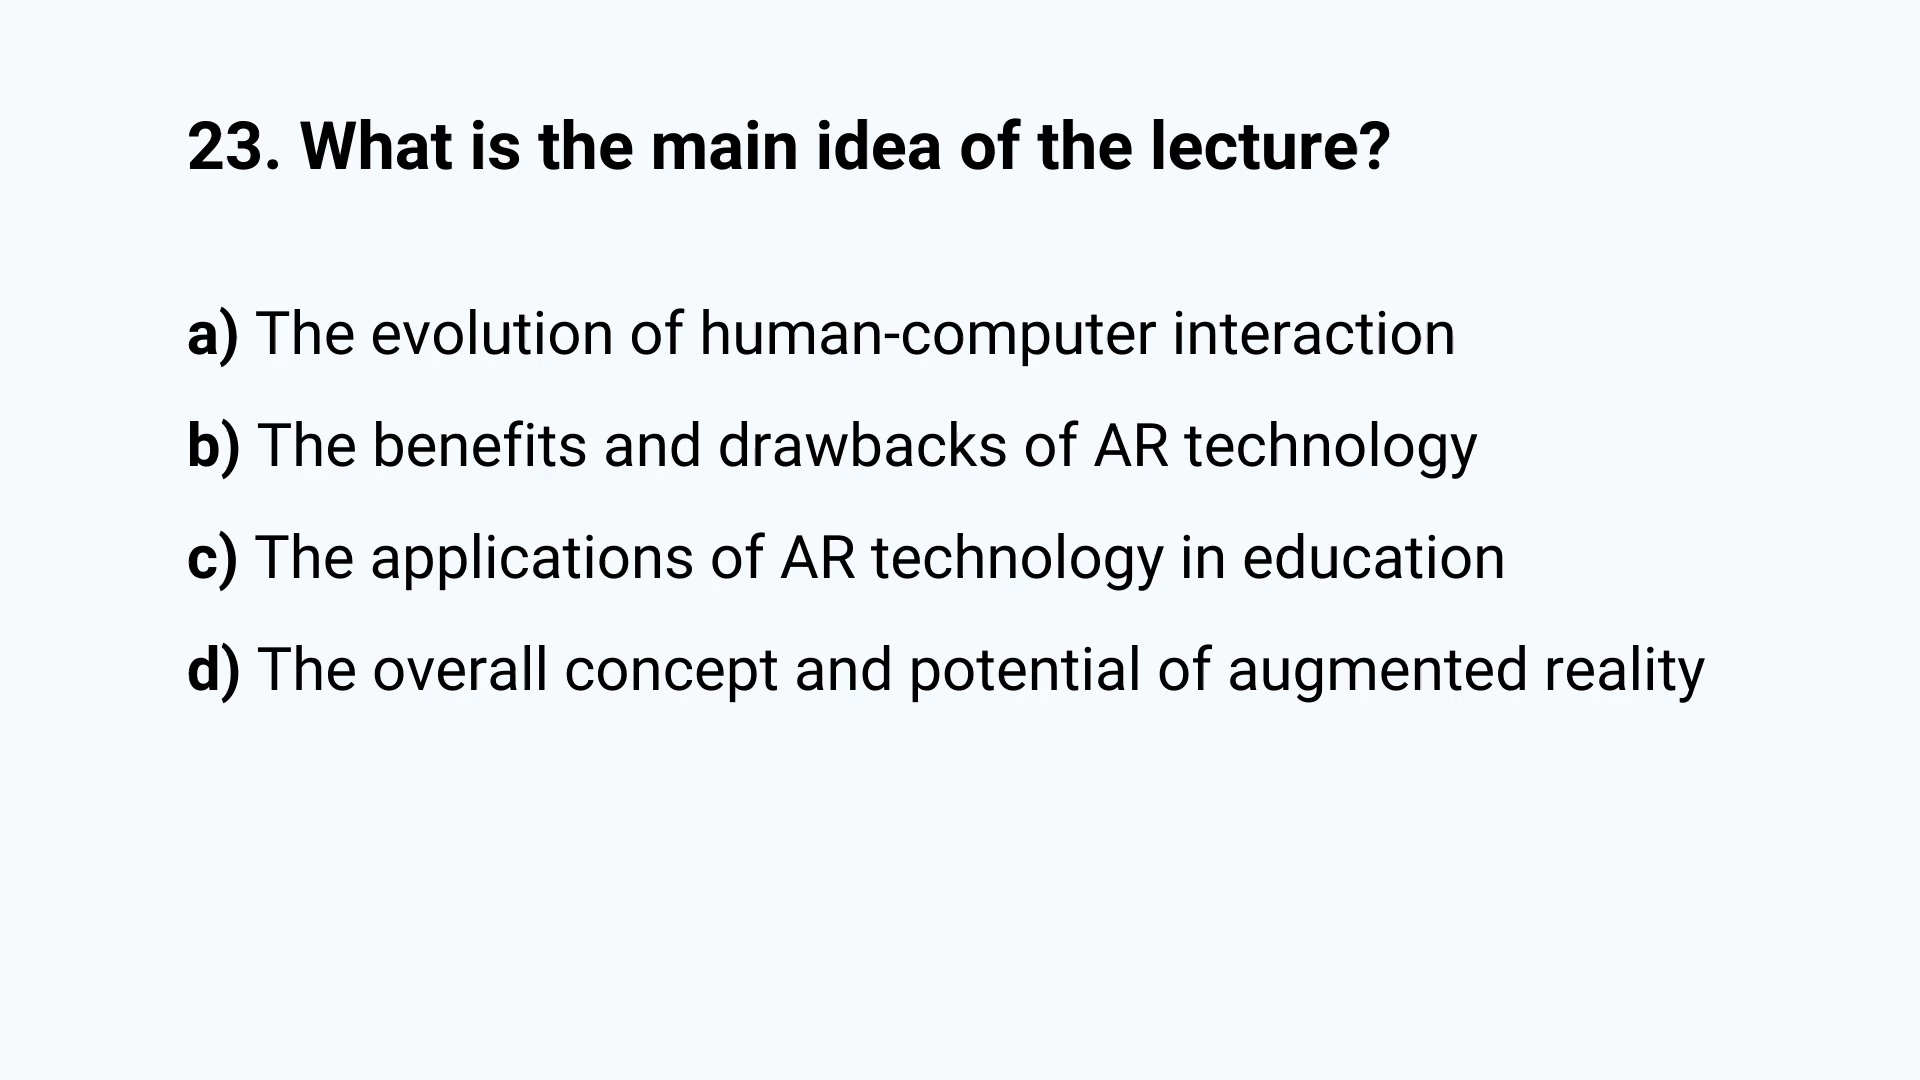 23. What is the main idea of the lecture?
a) The evolution of human-computer interaction
b) The benefits and drawbacks of AR technology
c) The applications of AR technology in education
d) The overall concept and potential of augmented reality